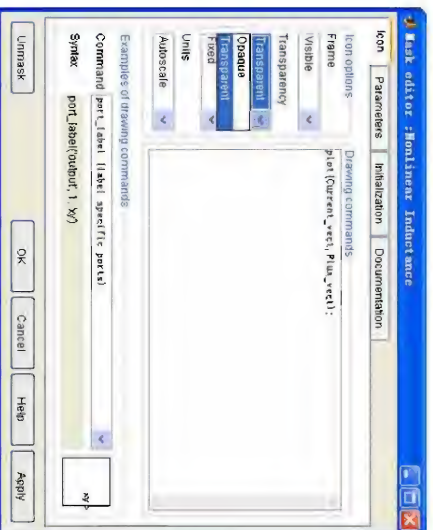 Mask editor :Nonlinear Inductance
Icon Parameters Initialization Documentation
Icon options
Drawing commands
Frame
Visible
Transparency
Transparent
Opaque
Transparent
Fixed
Units
Autoscale
plot(Current_vect, Flux_vect);
Examples of drawing commands
Command port_label (label specific ports)
Syntax port_label('output', 1, 'xy')
xy
Unmask OK Cancel Help Apply